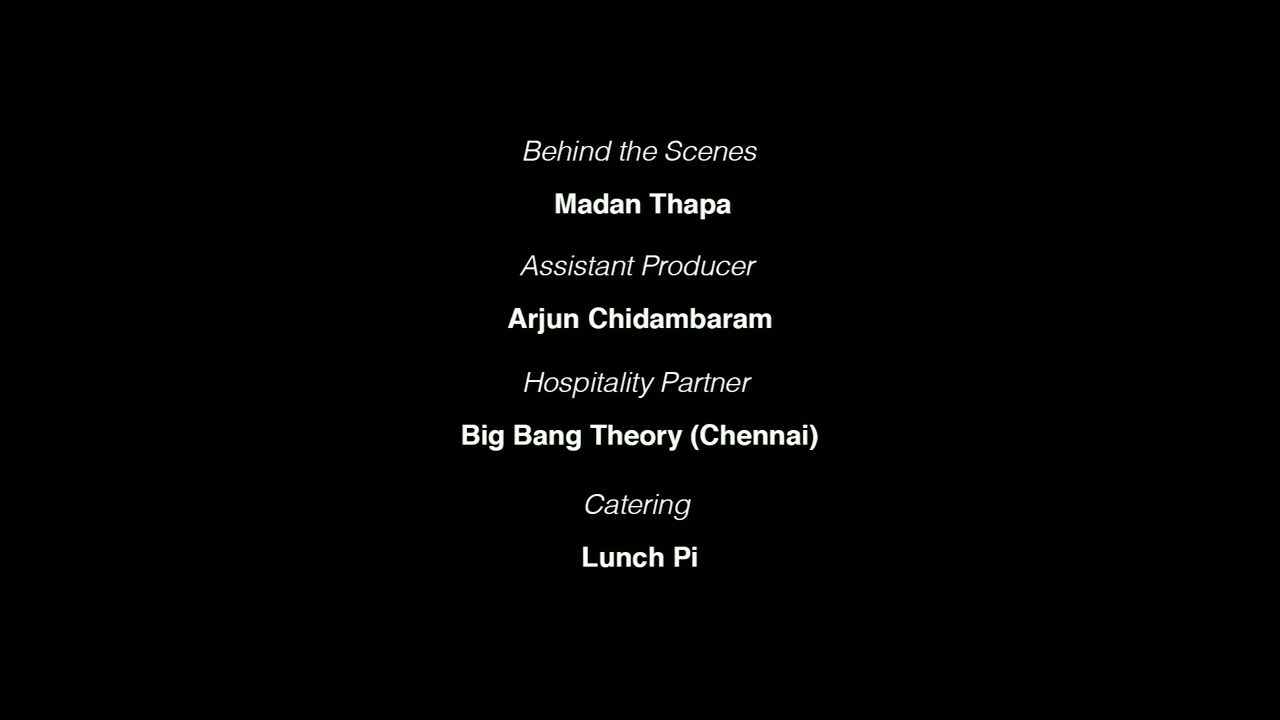 Behind the Scenes
Madan Thapa
Assistant Producer
Arjun Chidambaram
Hospitality Partner
Big Bang Theory (Chennai)
Catering
Lunch Pi